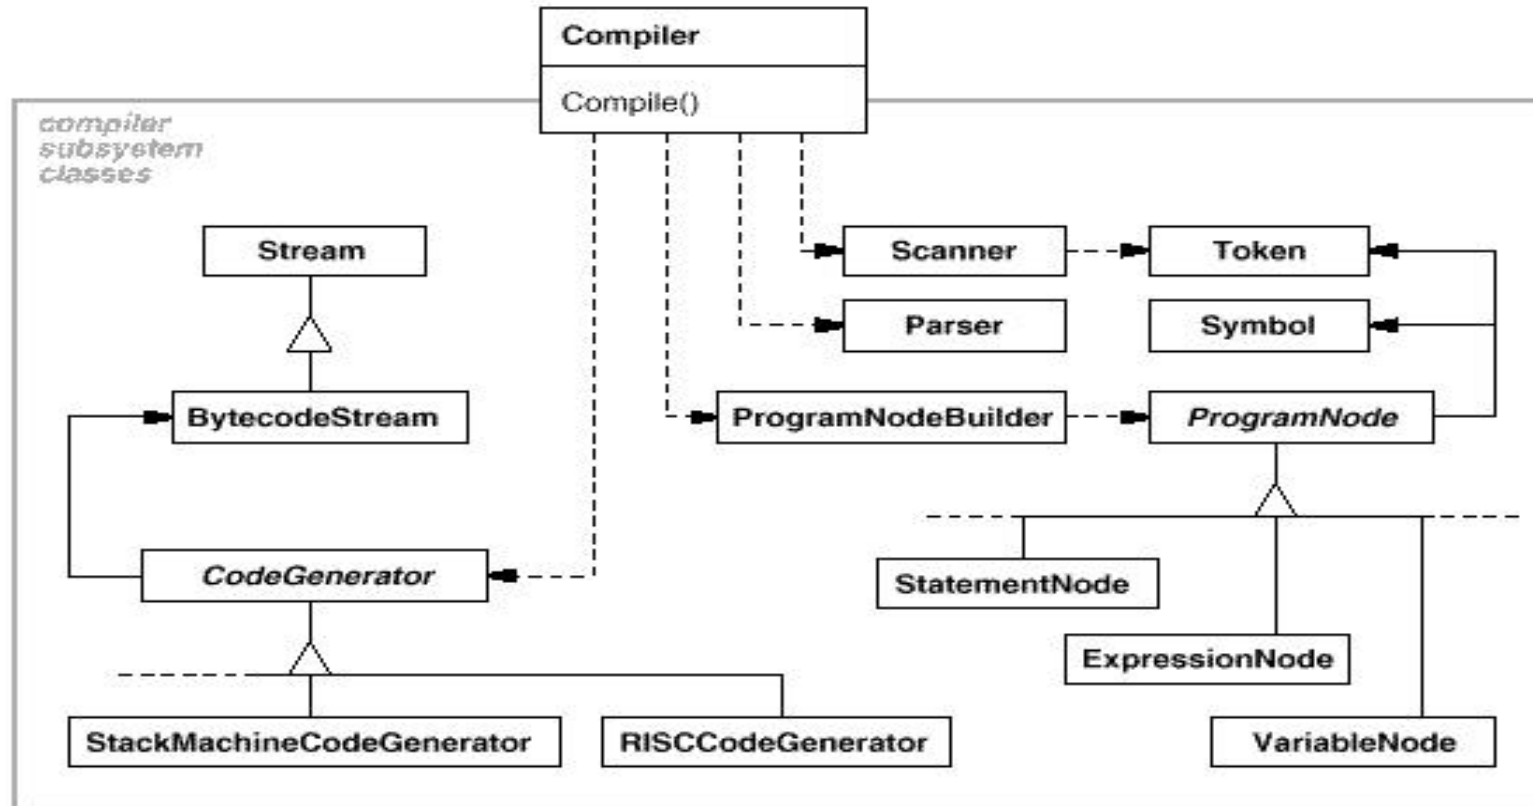 Compiler
Compile()
compiler
subsystem
classes
Stream
Scanner
Token
Parser
Symbol
BytecodeStream
ProgramNodeBuilder
ProgramNode
CodeGenerator
StatementNode
ExpressionNode
StackMachineCodeGenerator
RISCCodeGenerator
VariableNode